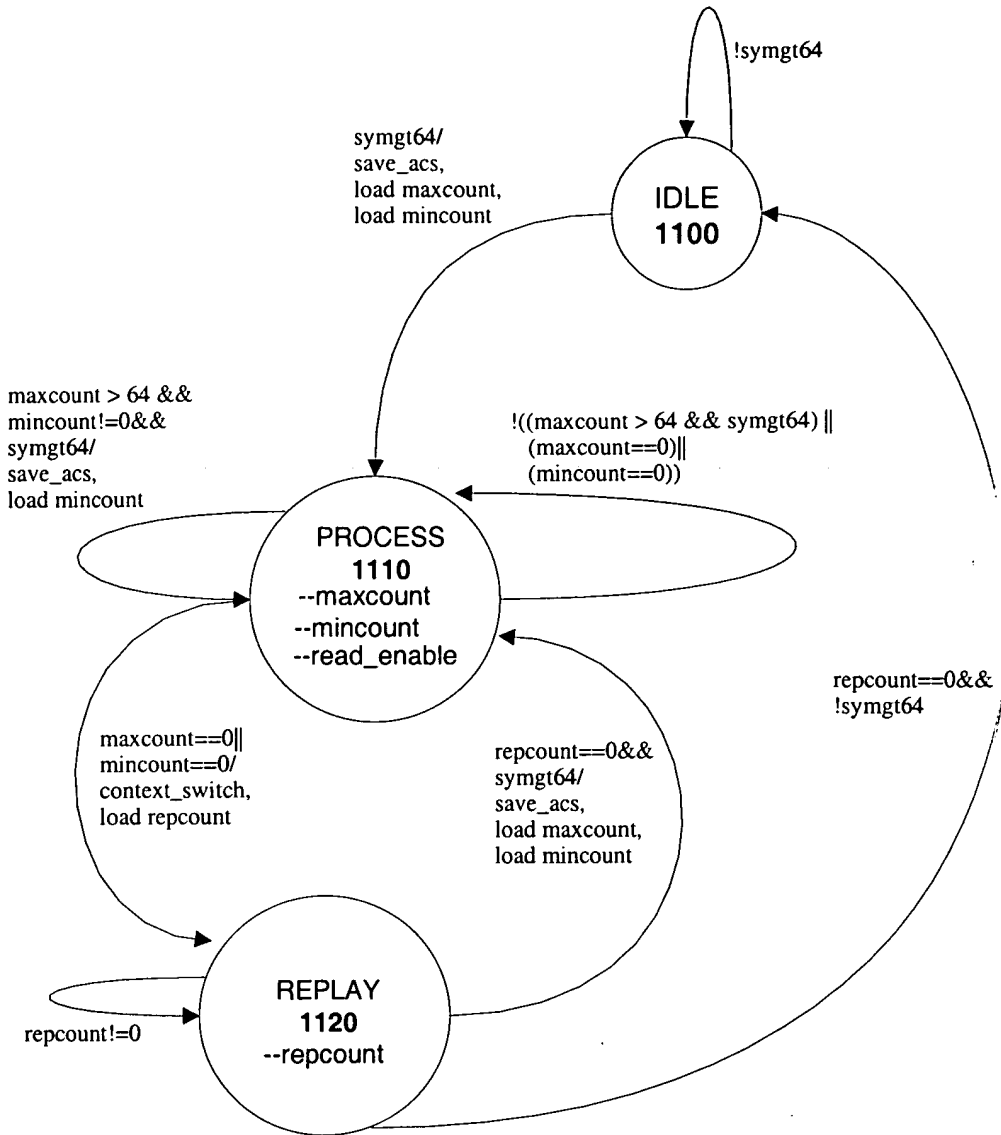 !symgt64
symgt64/
save_acs,
load maxcount,
load mincount
IDLE
1100
maxcount > 64 &&
mincount!=0&&
symgt64/
save_acs,
load mincount
!((maxcount > 64 && symgt64) ||
(maxcount==0)||
(mincount==0))
PROCESS
1110
--maxcount
--mincount
--read_enable
repcount==0&&
!symgt64
maxcount==0||
mincount==0/
context_switch,
load repcount
repcount==0&&
symgt64/
save_acs,
load maxcount,
load mincount
REPLAY
1120
--repcount
repcount!=0